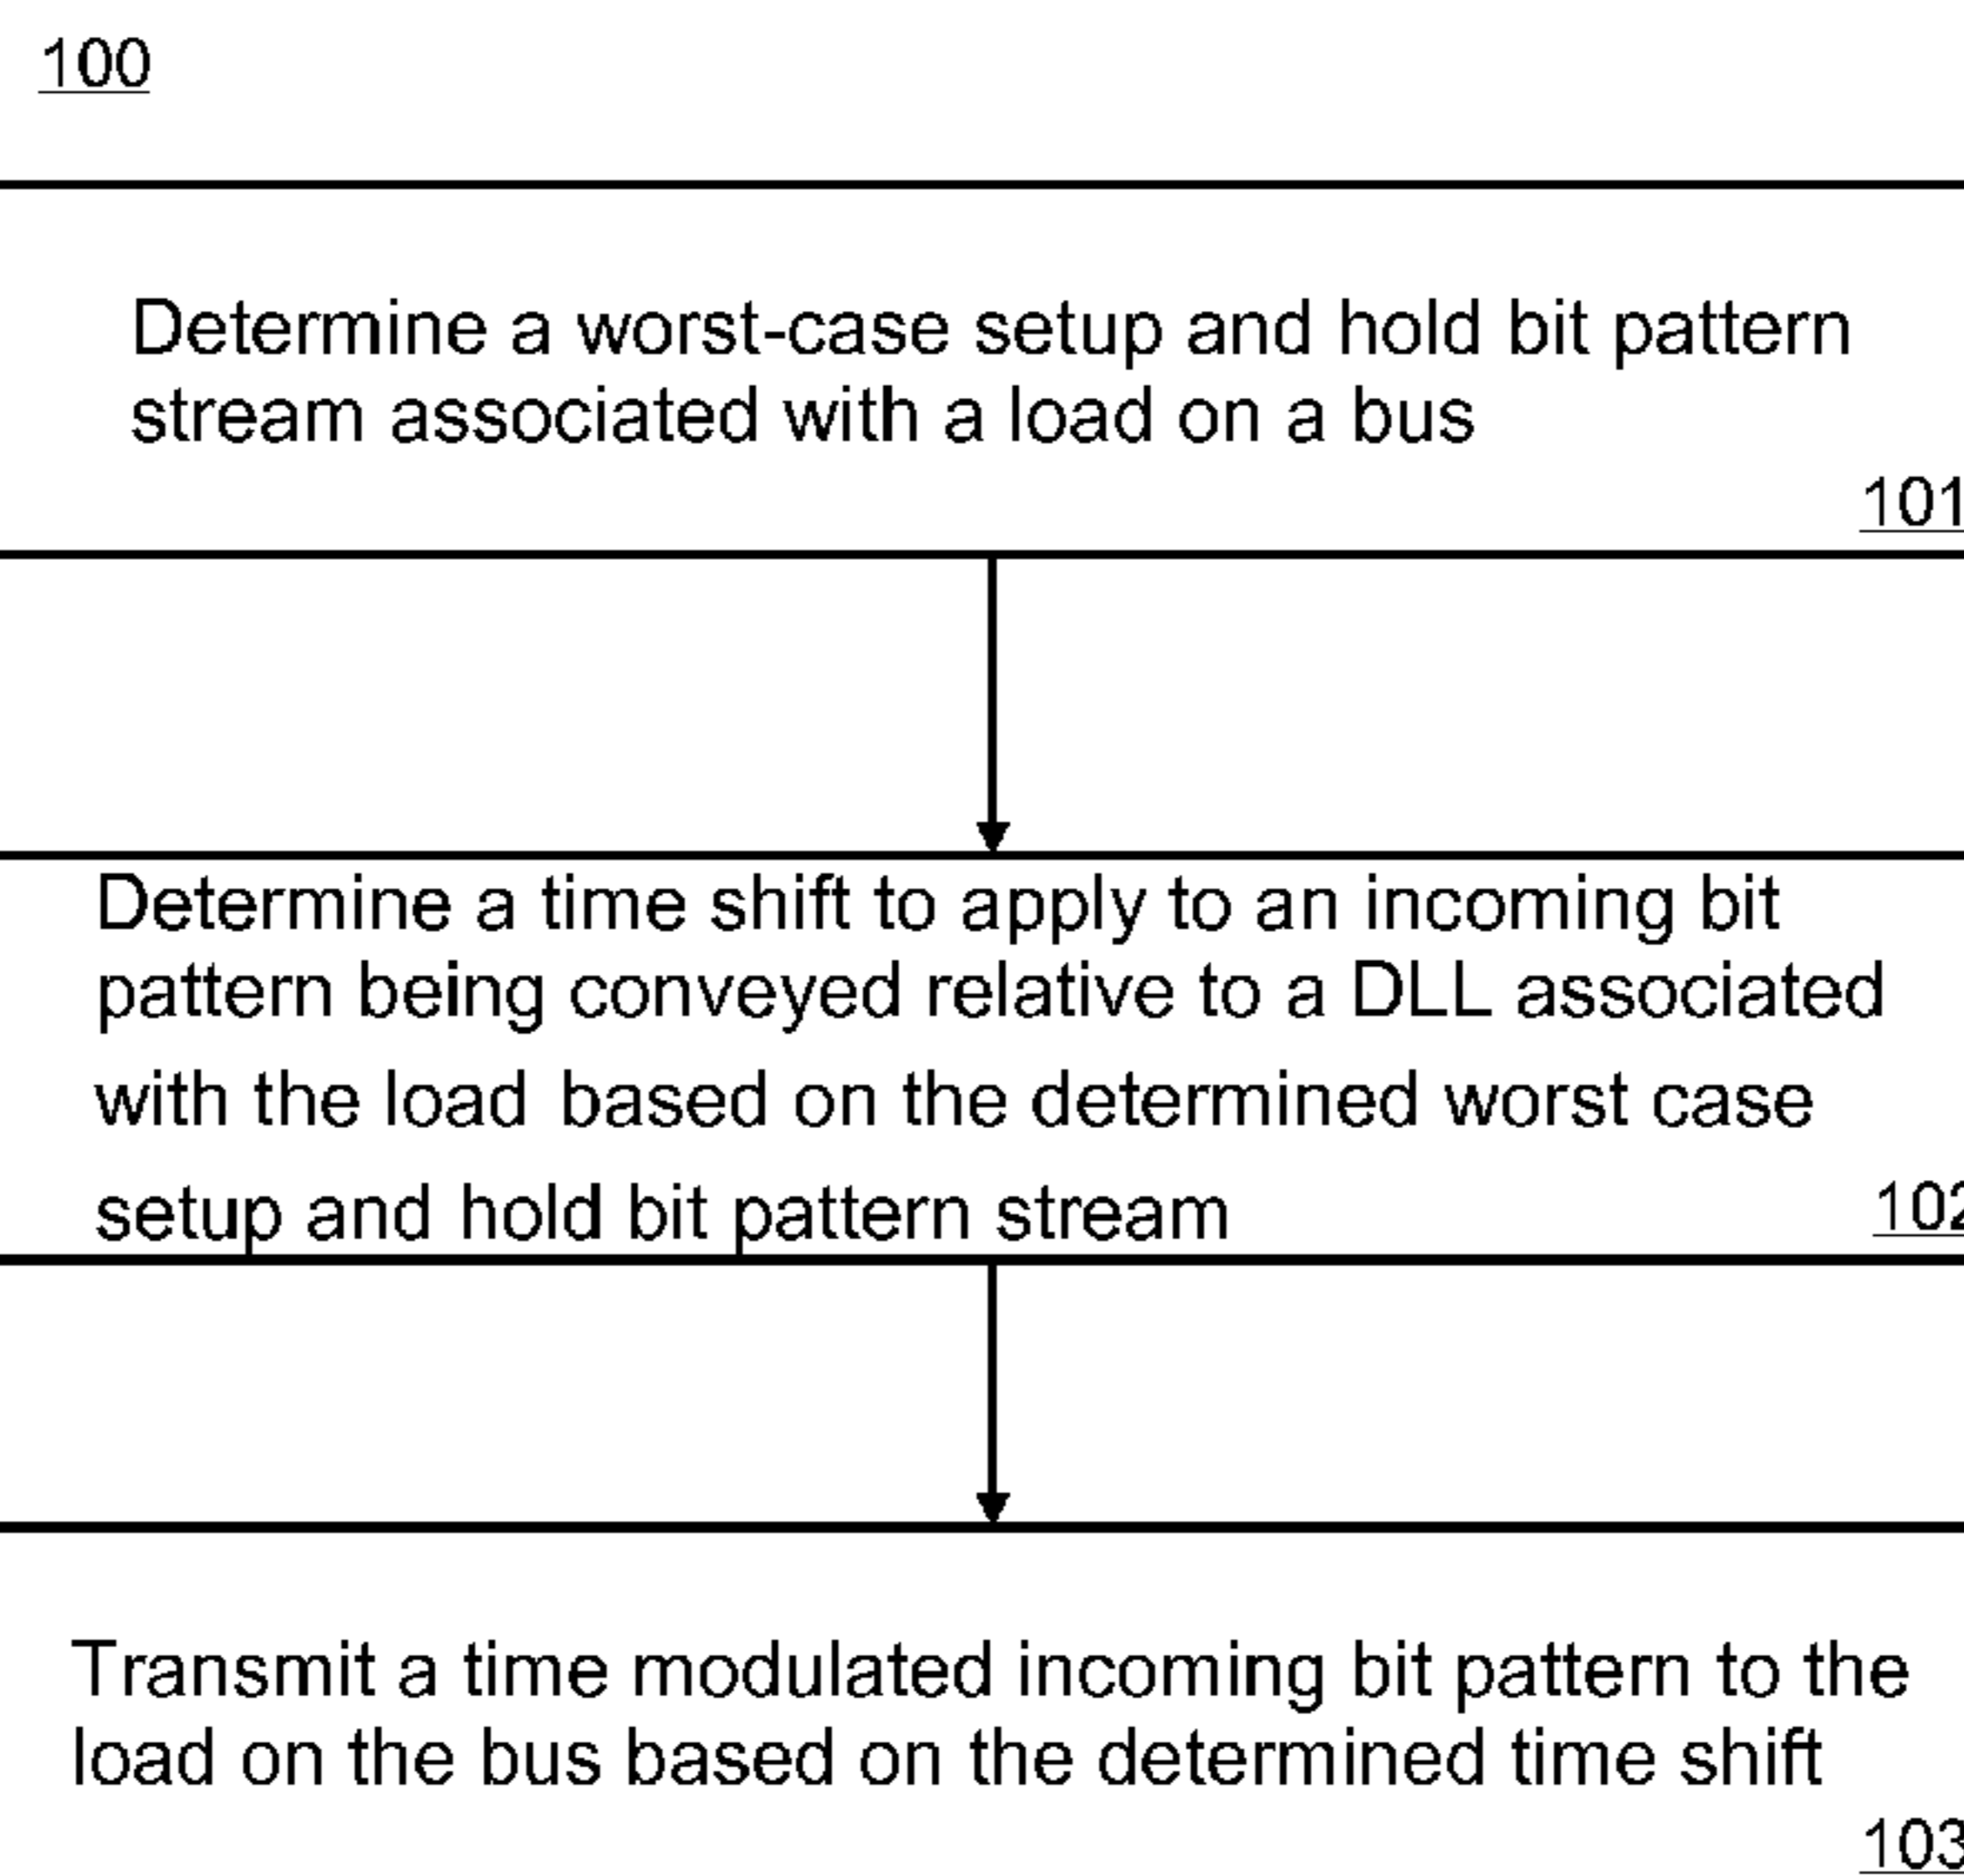 100
Determine a worst-case setup and hold bit pattern
stream associated with a load on a bus
101
Determine a time shift to apply to an incoming bit
pattern being conveyed relative to a DLL associated
with the load based on the determined worst case
setup and hold bit pattern stream
102
Transmit a time modulated incoming bit pattern to the
load on the bus based on the determined time shift
103